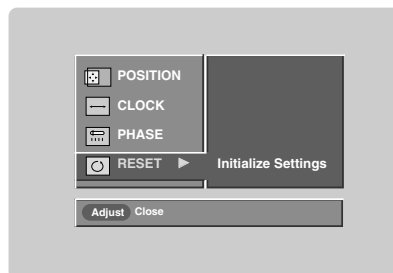 POSITION
CLOCK
PHASE
RESET ▶ Initialize Settings
Adjust Close